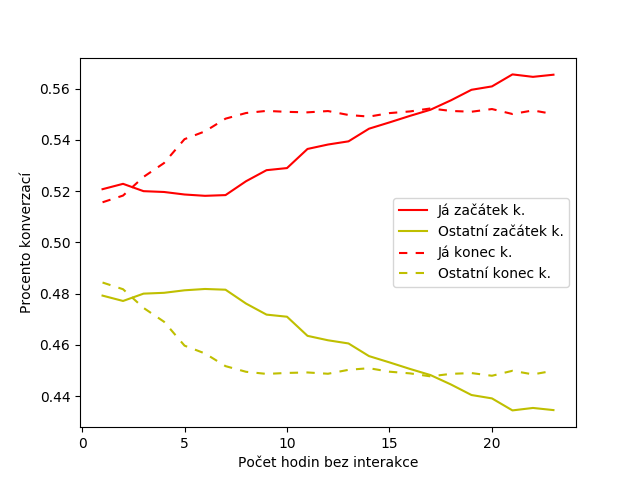 0.56
0.54
0.52
0.50
0.48
0.46
0.44
Procento konverzací
Já začátek k.
Ostatní začátek k.
Já konec k.
Ostatní konec k.
0 5 10 15 20
Počet hodin bez interakce